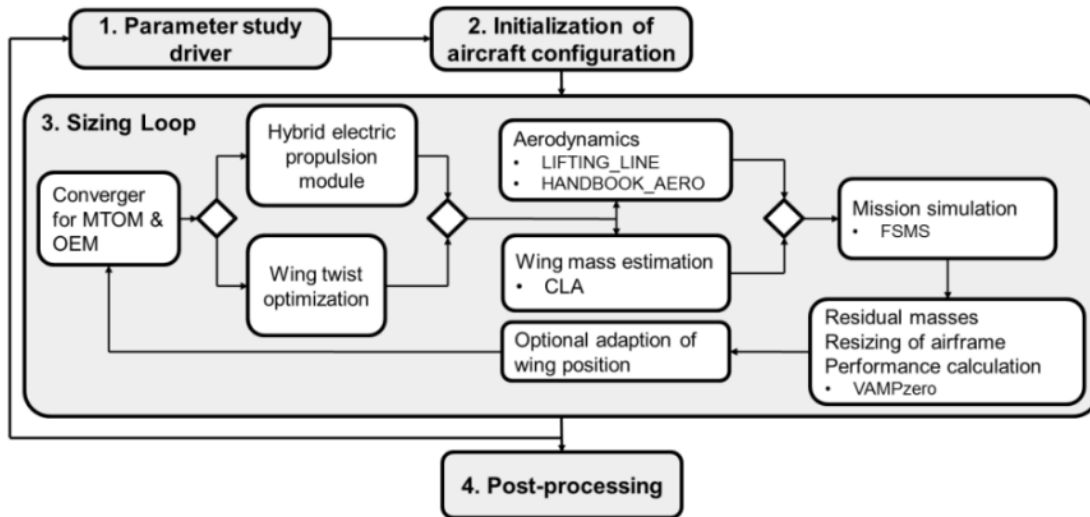 1. Parameter study
driver
2. Initialization of
aircraft configuration
3. Sizing Loop
Converger
for MTOM &
OEM
Hybrid electric
propulsion
module
Wing twist
optimization
Aerodynamics
• LIFTING_LINE
• HANDBOOK_AERO
Wing mass estimation
• CLA
Mission simulation
• FSMS
Residual masses
Resizing of airframe
Performance calculation
• VAMPzero
Optional adaption of
wing position
4. Post-processing